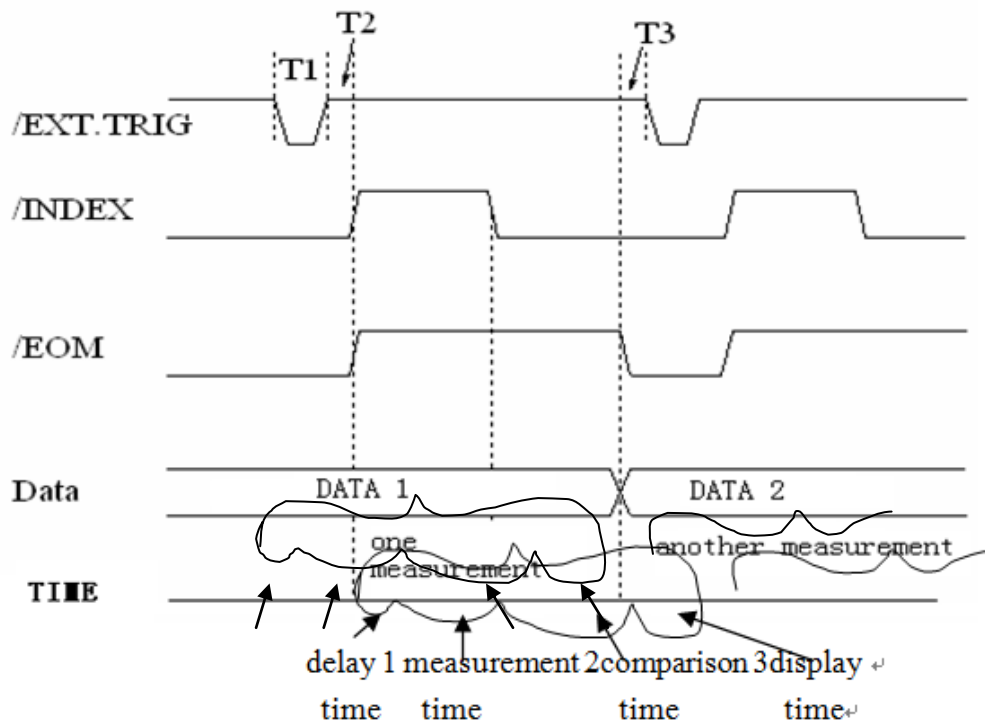 T2
T3
T1
/EXT.TRIG
/INDEX
/EOM
Data
DATA 1
DATA 2
one
measurement
another measurement
TIME
delay 1 measurement 2comparison 3display
time time time time